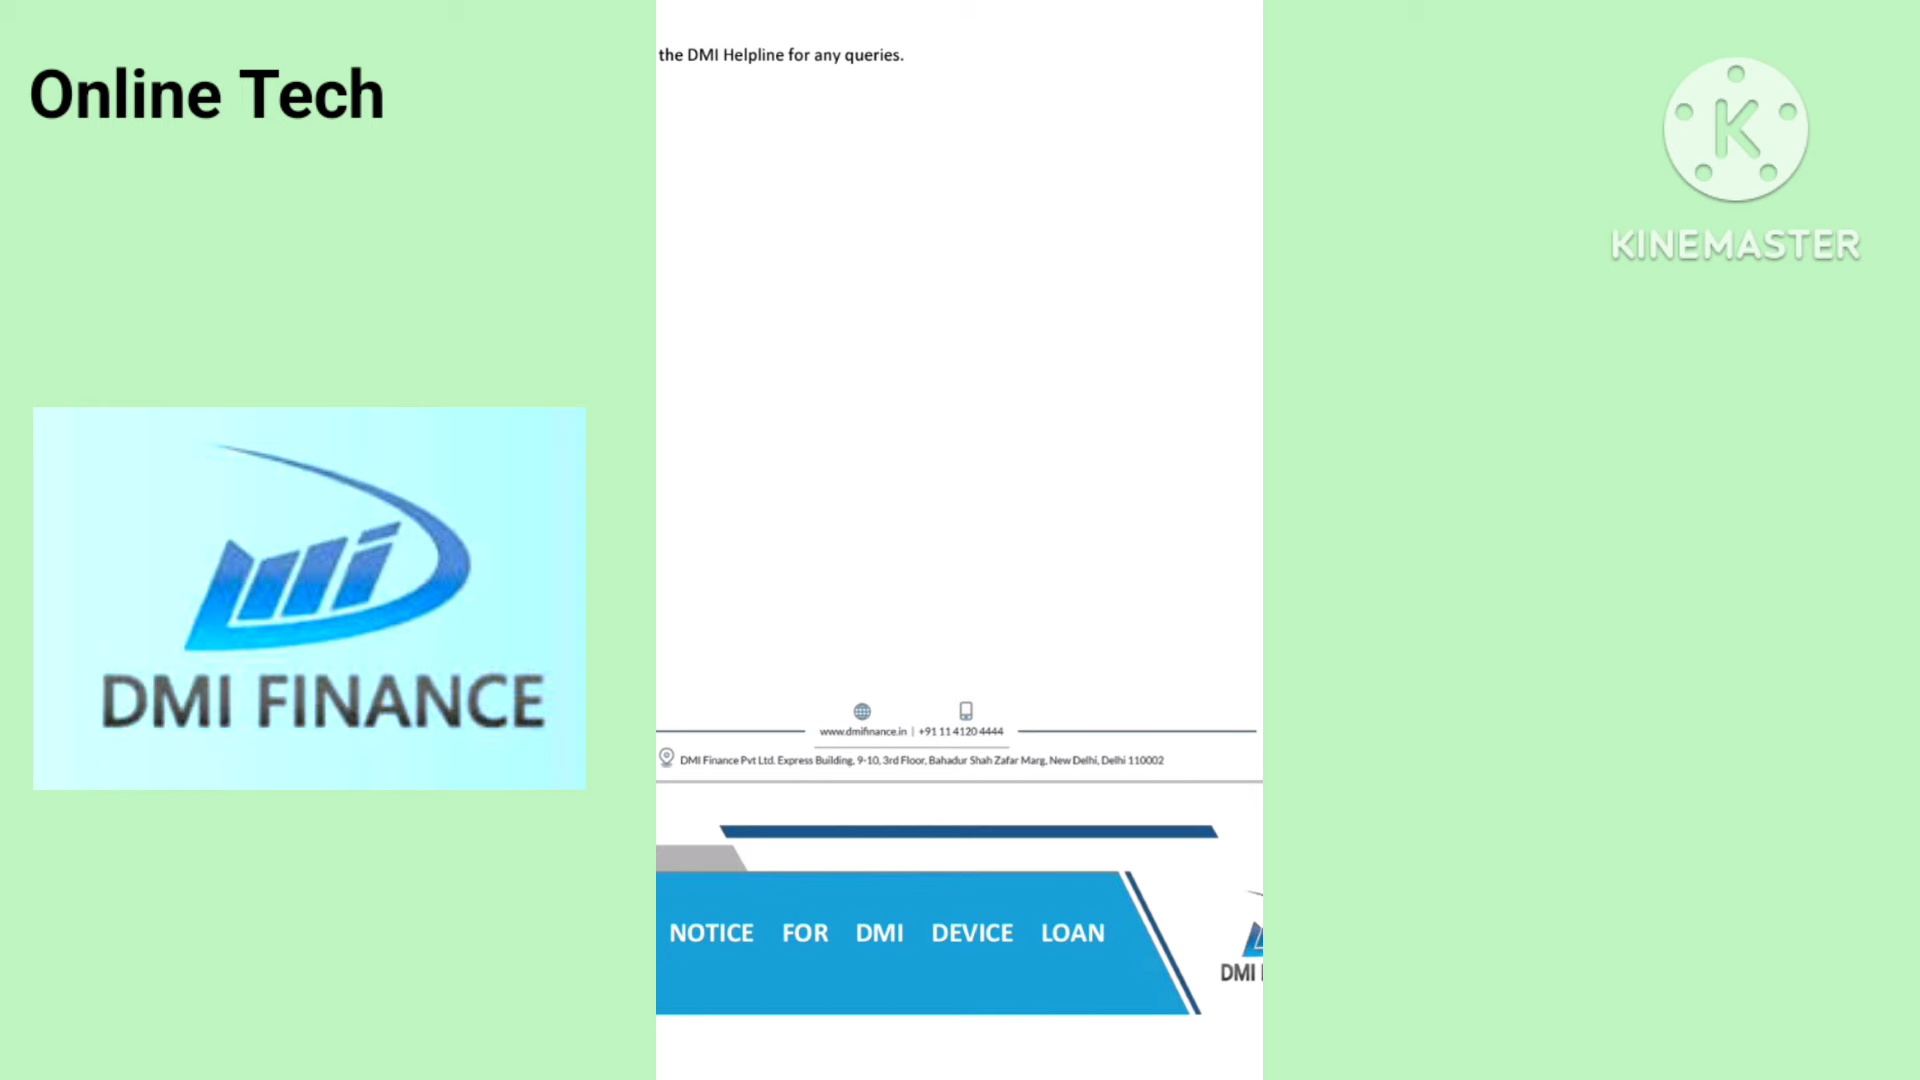 the DMI Helpline for any queries.
Online Tech
KINEMASTER
DMI FINANCE
www.dmifinance.in | +91 11 4120 4444
DMI Finance Pvt Ltd. Express Building, 9-10, 3rd Floor, Bahadur Shah Zafar Marg, New Delhi, Delhi 110002
NOTICE FOR DMI DEVICE LOAN
DMI